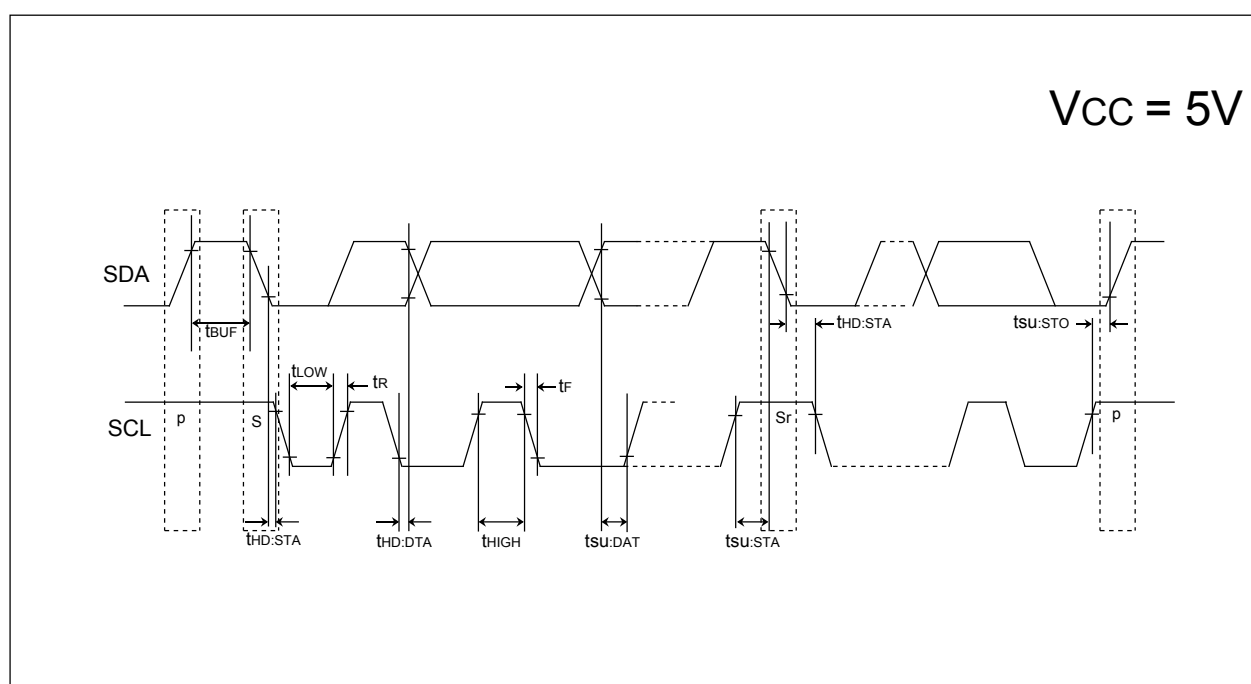 VCC = 5V
SDA
tBUF
tHD:STA
tsu:STO
tLOW
tR
tF
SCL
p
S
Sr
p
tHD:STA
tHD:DTA
tHIGH
tsu:DAT
tsu:STA